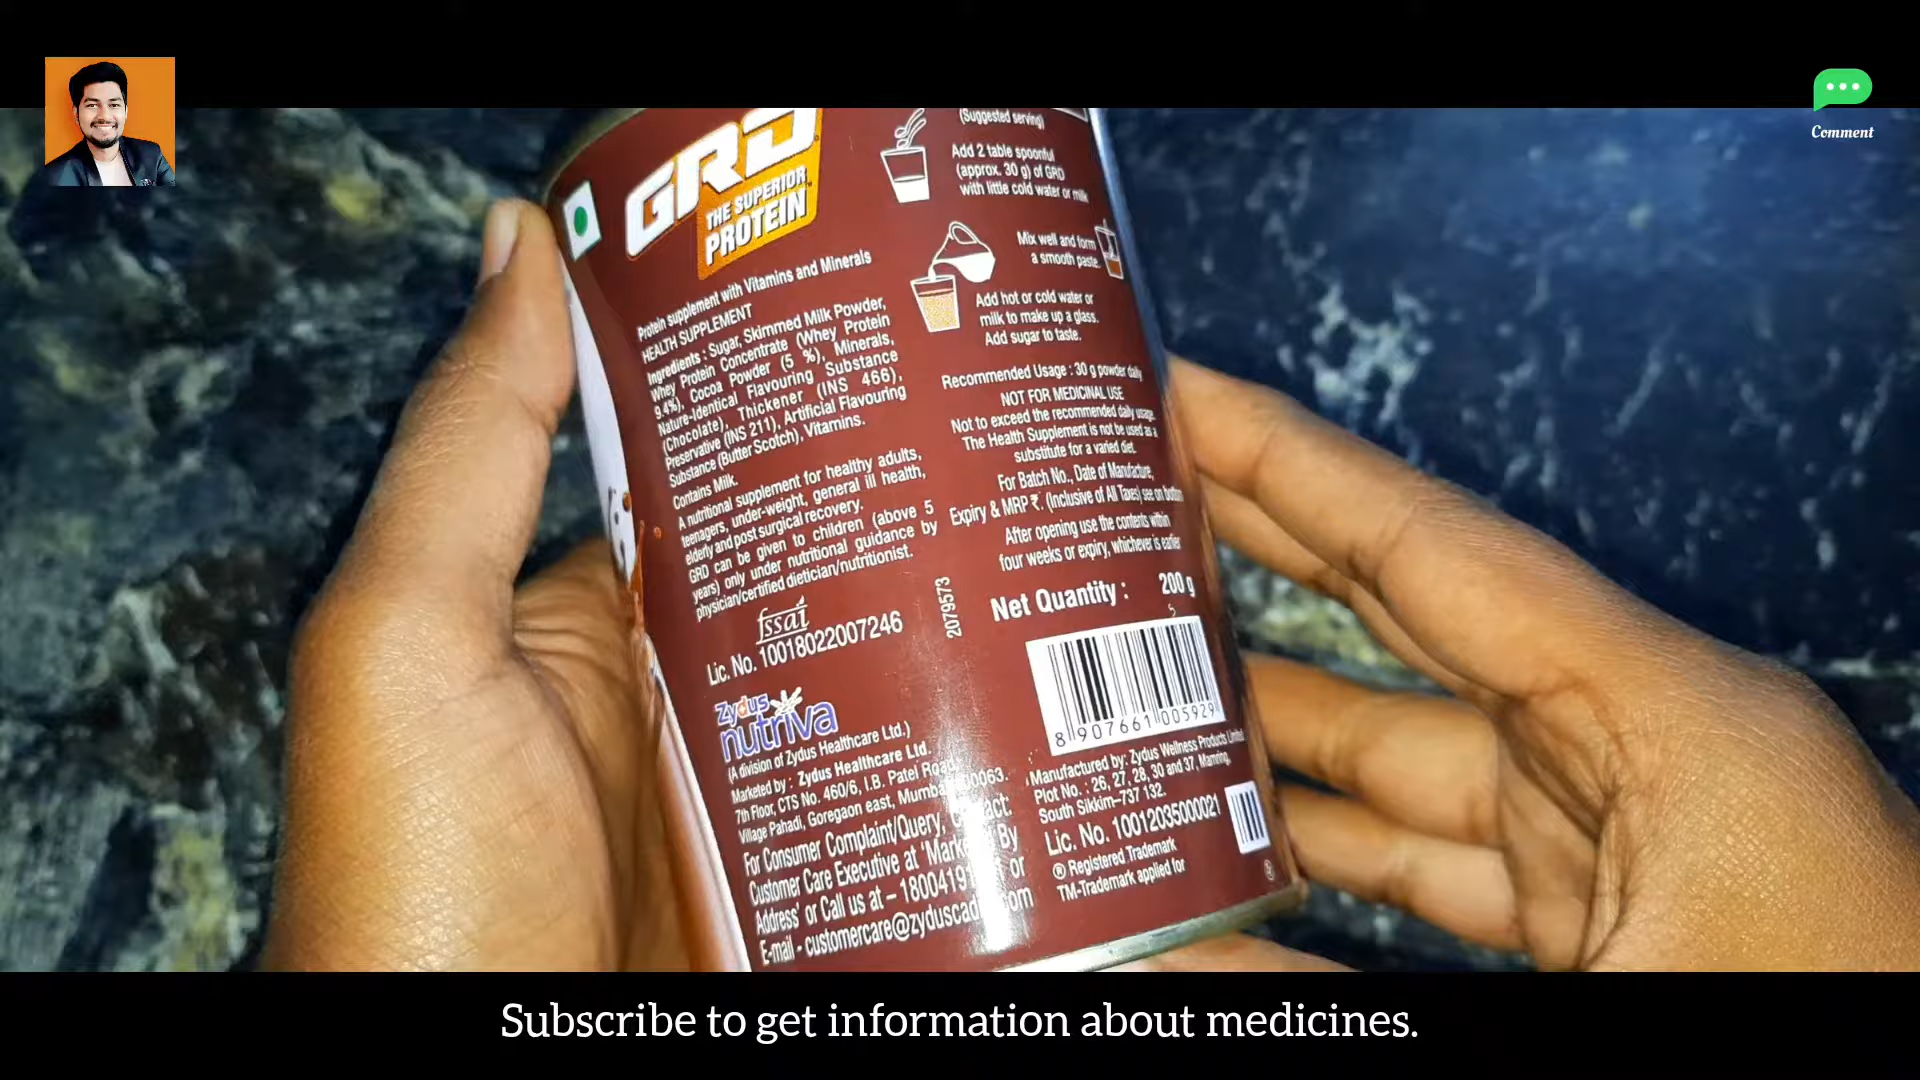 Comment
GRD
THE SUPERIOR
PROTEIN
Protein supplement with Vitamins and Minerals
HEALTH SUPPLEMENT
Ingredients : Sugar, Skimmed Milk Powder,
Whey Protein Concentrate (Whey Protein
9.4%), Cocoa Powder (5 %), Minerals,
Nature-Identical Flavouring Substance
(Chocolate), Thickener (INS 466),
Preservative (INS 211), Artificial Flavouring
Substance (Butter Scotch), Vitamins.
Contains Milk.
A nutritional supplement for healthy adults,
teenagers, under-weight, general ill health,
elderly and post surgical recovery.
GRD can be given to children (above 5
years) only under nutritional guidance by
physician/certified dietician/nutritionist.
fssai
Lic. No. 10018022007246
Zydus
nutriva
(A division of Zydus Healthcare Ltd.)
Marketed by : Zydus Healthcare Ltd.
7th Floor, CTS No. 460/6, I.B. Patel Road
Village Pahadi, Goregaon east, Mumba 0063.
For Consumer Complaint/Query,
Customer Care Executive at 'Marke By
Address' or Call us at – 1800419 or
E-mail - customercare@zyduscad om
2079573
(Suggested serving)
Add 2 table spoonful
(approx. 30 g) of GRD
with little cold water or milk
Mix well and form
a smooth paste
Add hot or cold water or
milk to make up a glass.
Add sugar to taste.
Recommended Usage : 30 g powder daily
NOT FOR MEDICINAL USE
Not to exceed the recommended daily usage.
The Health Supplement is not be used as a
substitute for a varied diet.
For Batch No., Date of Manufacture,
Expiry & MRP ₹. (Inclusive of All Taxes) see on bottom
After opening use the contents within
four weeks or expiry, whichever is earlier
Net Quantity : 200 g
5
8 907661 005929
Manufactured by: Zydus Wellness Products Limited
Plot No. : 26, 27, 28, 30 and 37, Mamring,
South Sikkim–737 132.
Lic. No. 10012035000021
® Registered Trademark
TM-Trademark applied for
Subscribe to get information about medicines.